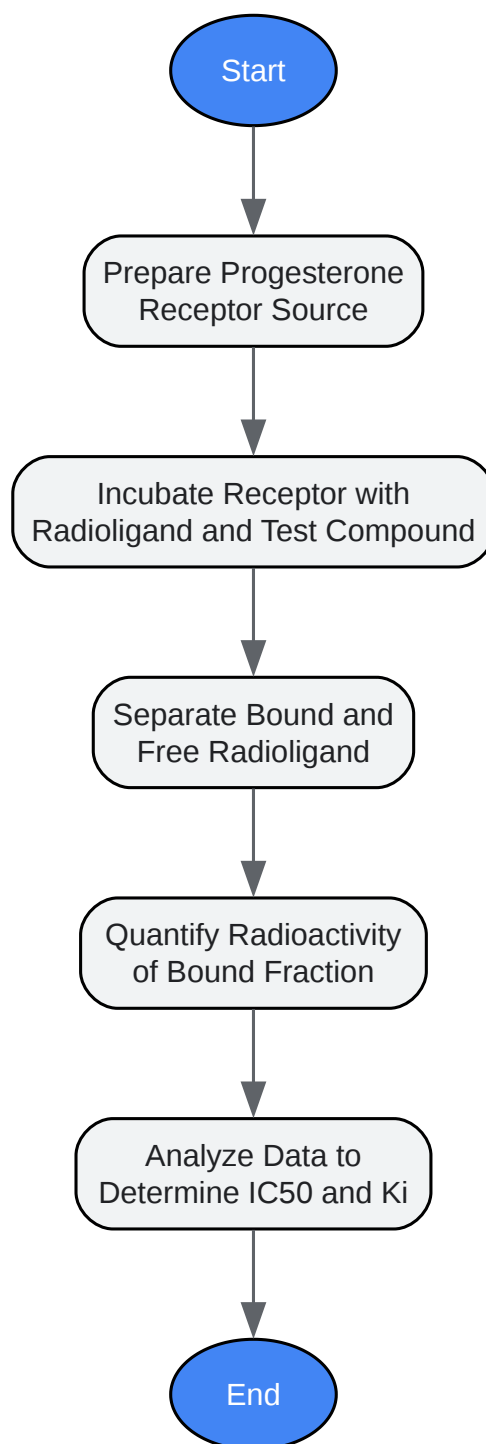 Start
Prepare Progesterone
Receptor Source
Incubate Receptor with
Radioligand and Test Compound
Separate Bound and
Free Radioligand
Quantify Radioactivity
of Bound Fraction
Analyze Data to
Determine IC50 and Ki
End